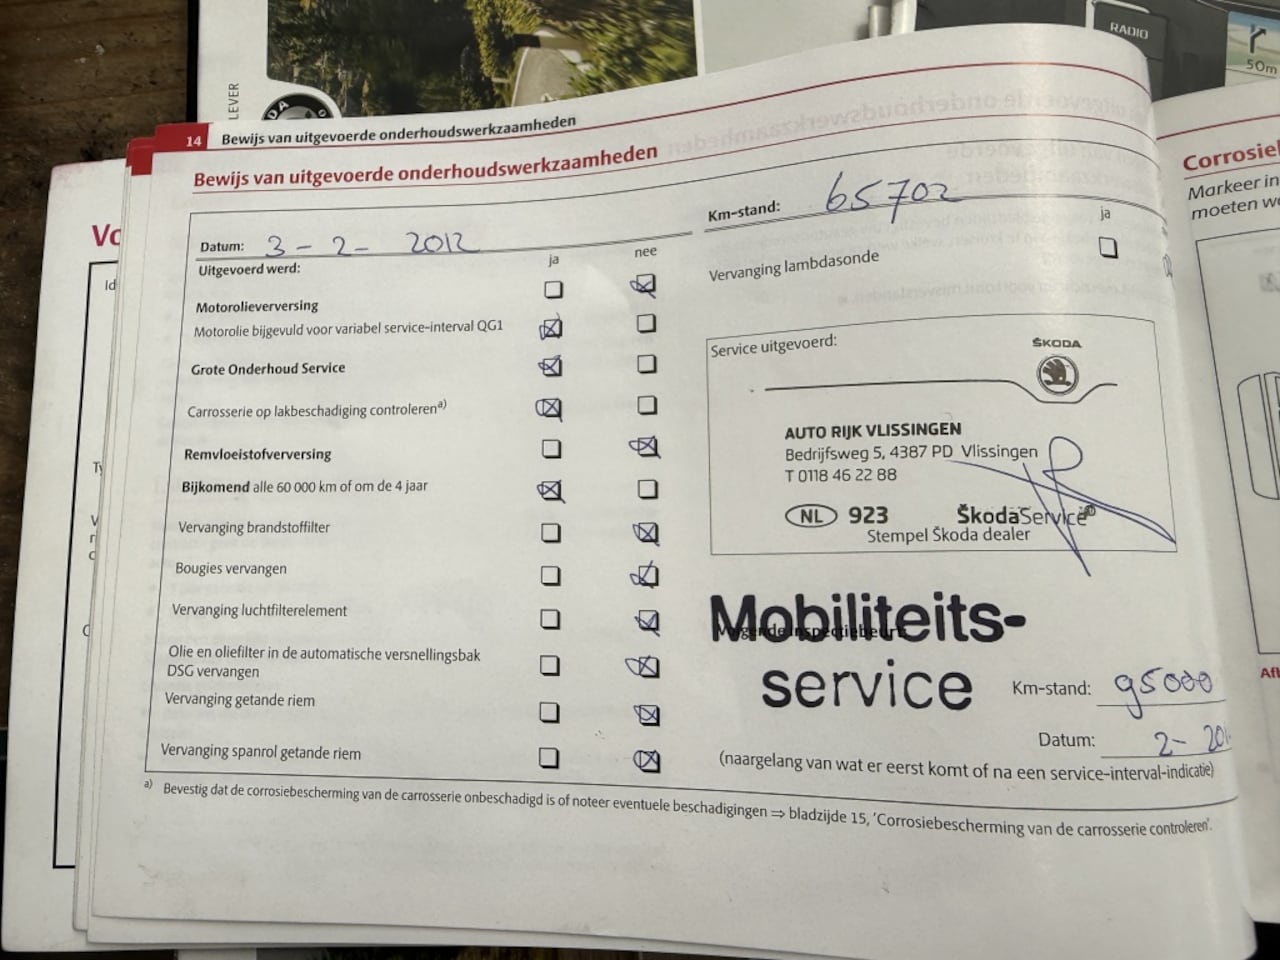 RADIO
50m
LEVER
14 Bewijs van uitgevoerde onderhoudswerkzaamheden
Bewijs van uitgevoerde onderhoudswerkzaamheden
Datum: 3 - 2 - 2012
Km-stand: 65702
Uitgevoerd werd:
ja nee
Motorolieverversing
Motorolie bijgevuld voor variabel service-interval QG1
Grote Onderhoud Service
Carrosserie op lakbeschadiging controleren a)
Remvloeistofverversing
Bijkomend alle 60 000 km of om de 4 jaar
Vervanging brandstoffilter
Bougies vervangen
Vervanging luchtfilterelement
Olie en oliefilter in de automatische versnellingsbak
DSG vervangen
Vervanging getande riem
Vervanging spanrol getande riem
ja
Vervanging lambdasonde
Service uitgevoerd:
ŠKODA
AUTO RIJK VLISSINGEN
Bedrijfsweg 5, 4387 PD Vlissingen
T 0118 46 22 88
NL 923 ŠkodaService
Stempel Škoda dealer
Mobiliteits-
Volgende Inspectiebeurt:
service
Km-stand: 95000
Datum: 2 -
(naargelang van wat er eerst komt of na een service-interval-indicatie)
a) Bevestig dat de corrosiebescherming van de carrosserie onbeschadigd is of noteer eventuele beschadigingen ⇒ bladzijde 15, 'Corrosiebescherming van de carrosserie controleren'.
Markeer in
moeten